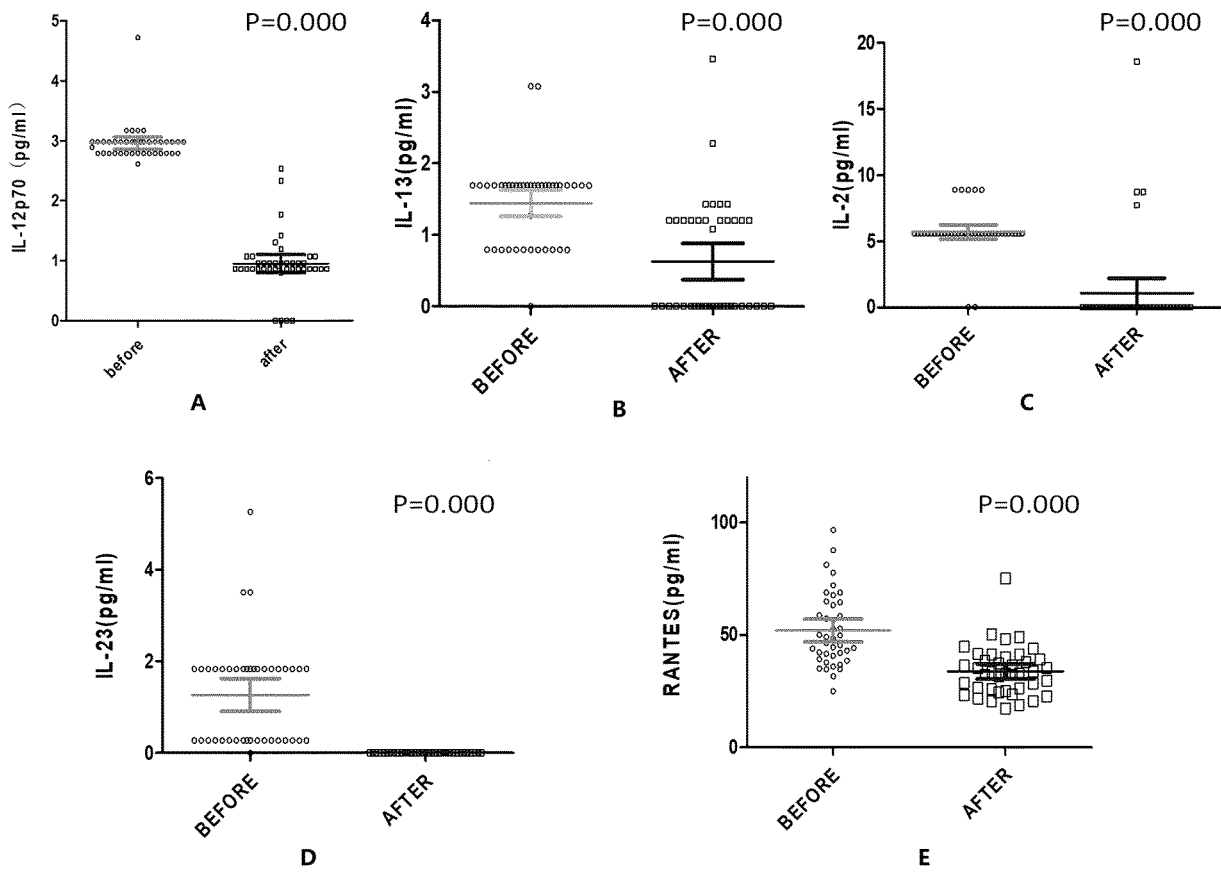 P=0.000
5
4
3
2
1
0
IL-12p70 (pg/ml)
before
after
A
P=0.000
4
3
2
1
0
IL-13(pg/ml)
BEFORE
AFTER
B
P=0.000
20
15
10
5
0
IL-2(pg/ml)
BEFORE
AFTER
C
P=0.000
6
4
2
0
IL-23(pg/ml)
BEFORE
AFTER
D
P=0.000
100
50
0
RANTES(pg/ml)
BEFORE
AFTER
E